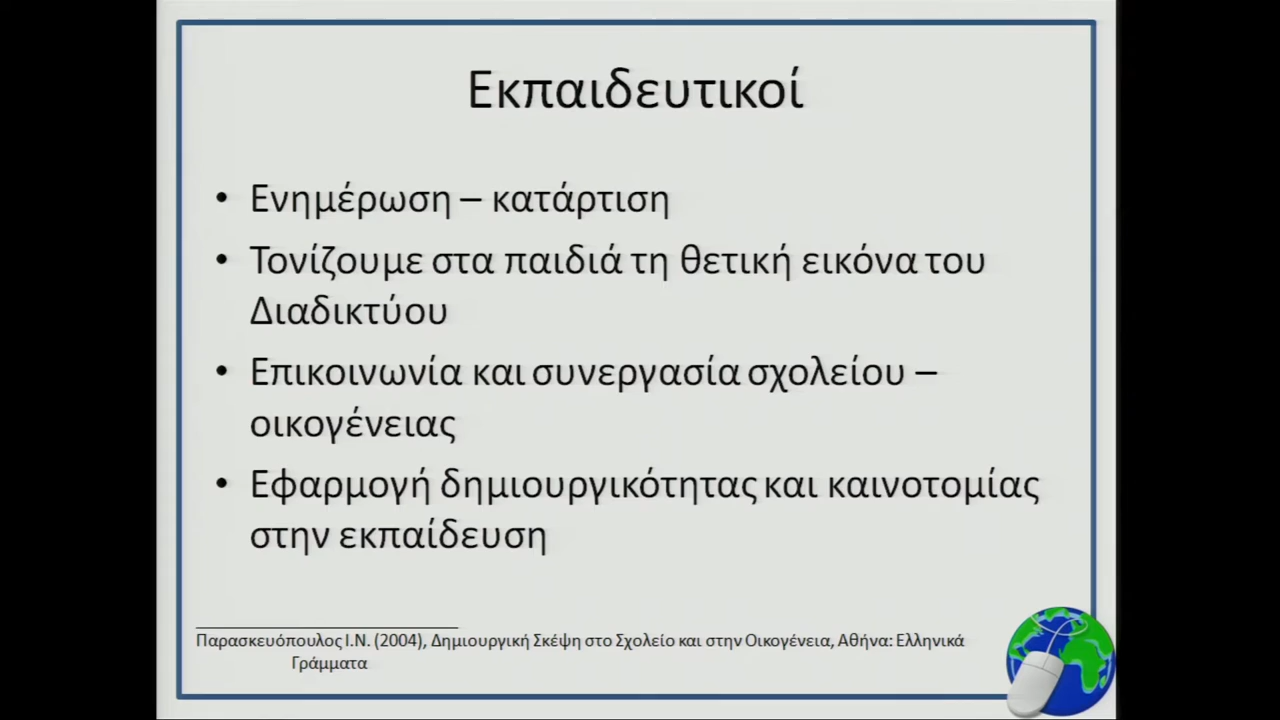 Εκπαιδευτικοί
• Ενημέρωση – κατάρτιση
• Τονίζουμε στα παιδιά τη θετική εικόνα του
Διαδικτύου
• Επικοινωνία και συνεργασία σχολείου –
οικογένειας
• Εφαρμογή δημιουργικότητας και καινοτομίας
στην εκπαίδευση
Παρασκευόπουλος Ι.Ν. (2004), Δημιουργική Σκέψη στο Σχολείο και στην Οικογένεια, Αθήνα: Ελληνικά
Γράμματα